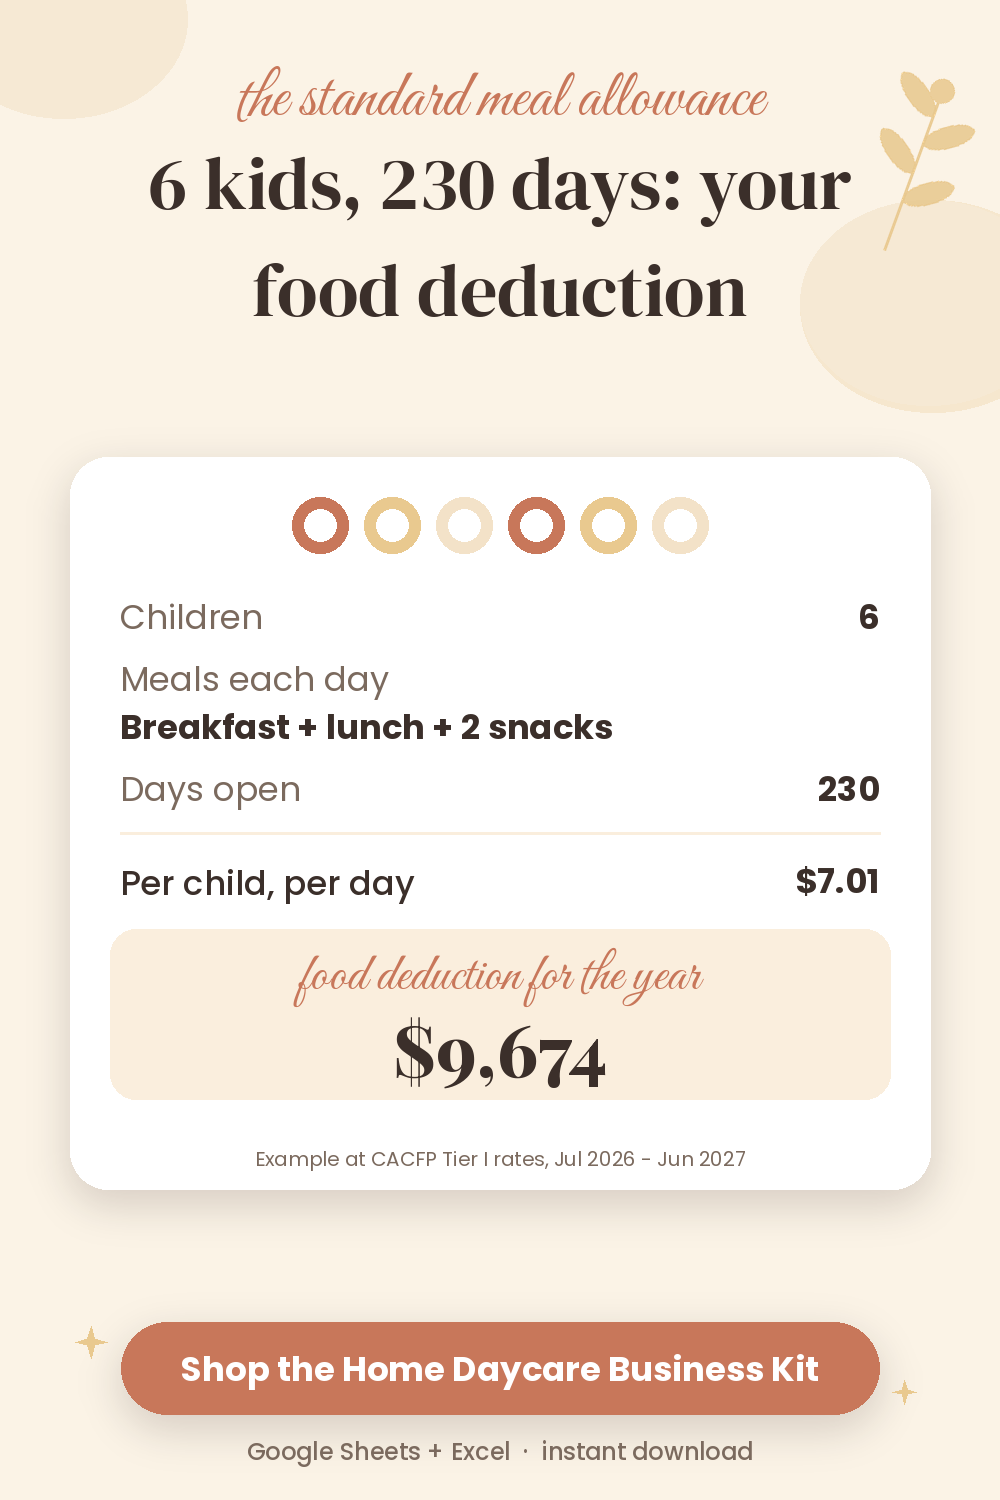 the standard meal allowance
6 kids, 230 days: your
food deduction
Children 6
Meals each day
Breakfast + lunch + 2 snacks
Days open 230
Per child, per day $7.01
food deduction for the year
$9,674
Example at CACFP Tier I rates, Jul 2026 - Jun 2027
Shop the Home Daycare Business Kit
Google Sheets + Excel · instant download